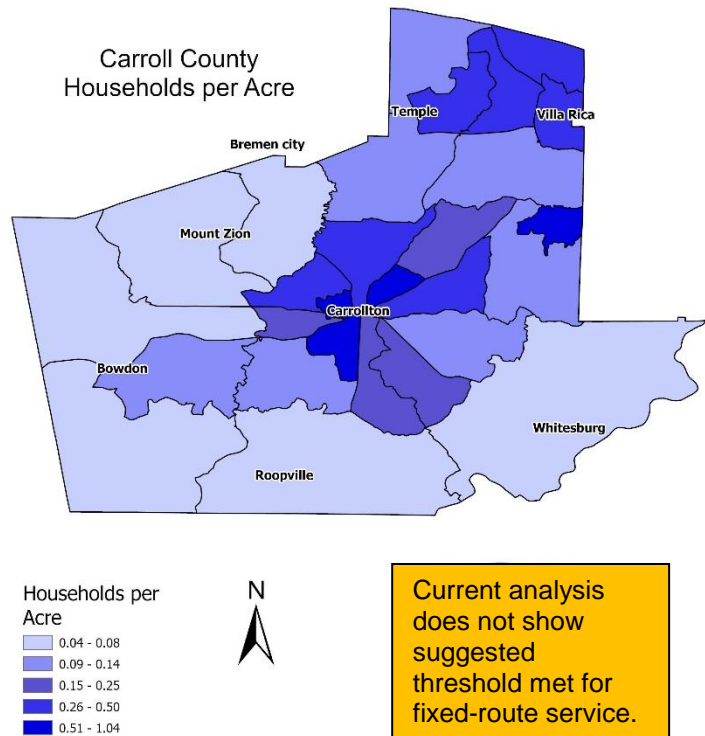 Carroll County
Households per Acre
Temple
Villa Rica
Bremen city
Mount Zion
Carrollton
Bowdon
Whitesburg
Roopville
Households per
Acre
0.04 - 0.08
0.09 - 0.14
0.15 - 0.25
0.26 - 0.50
0.51 - 1.04
N
Current analysis
does not show
suggested
threshold met for
fixed-route service.